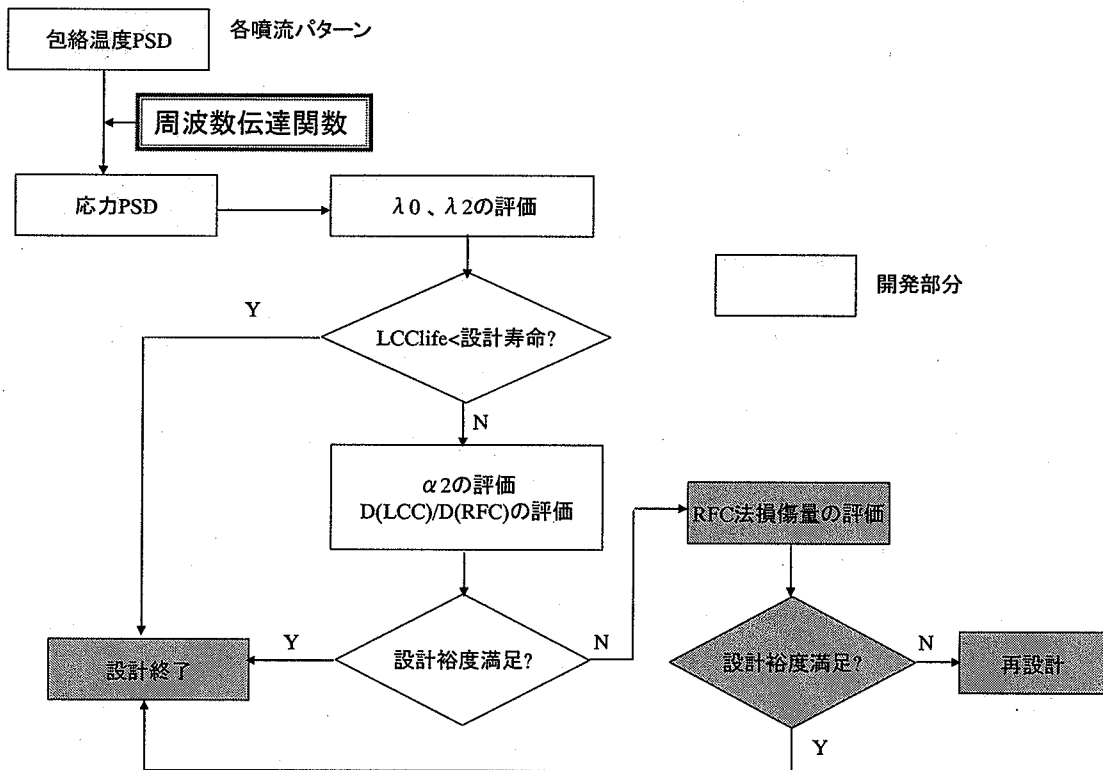 包絡温度PSD
各噴流パターン
周波数伝達関数
応力PSD
λ0、λ2の評価
開発部分
Y
LCClife<設計寿命?
N
α2の評価
D(LCC)/D(RFC)の評価
RFC法損傷量の評価
Y
設計裕度満足?
N
設計終了
設計裕度満足?
N
再設計
Y